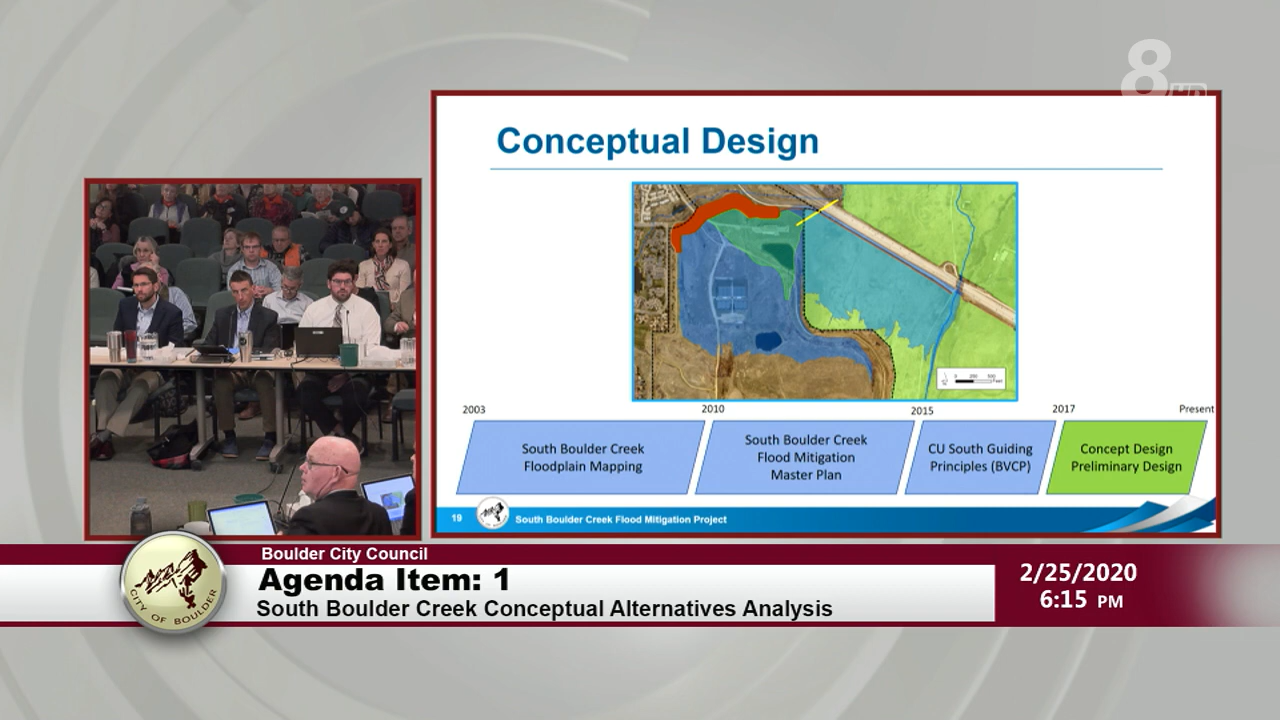 8
HD
Conceptual Design
2003
2010
2015
2017
Present
South Boulder Creek
Floodplain Mapping
South Boulder Creek
Flood Mitigation
Master Plan
CU South Guiding
Principles (BVCP)
Concept Design
Preliminary Design
19
South Boulder Creek Flood Mitigation Project
Boulder City Council
Agenda Item: 1
South Boulder Creek Conceptual Alternatives Analysis
CITY OF BOULDER
2/25/2020
6:15 PM